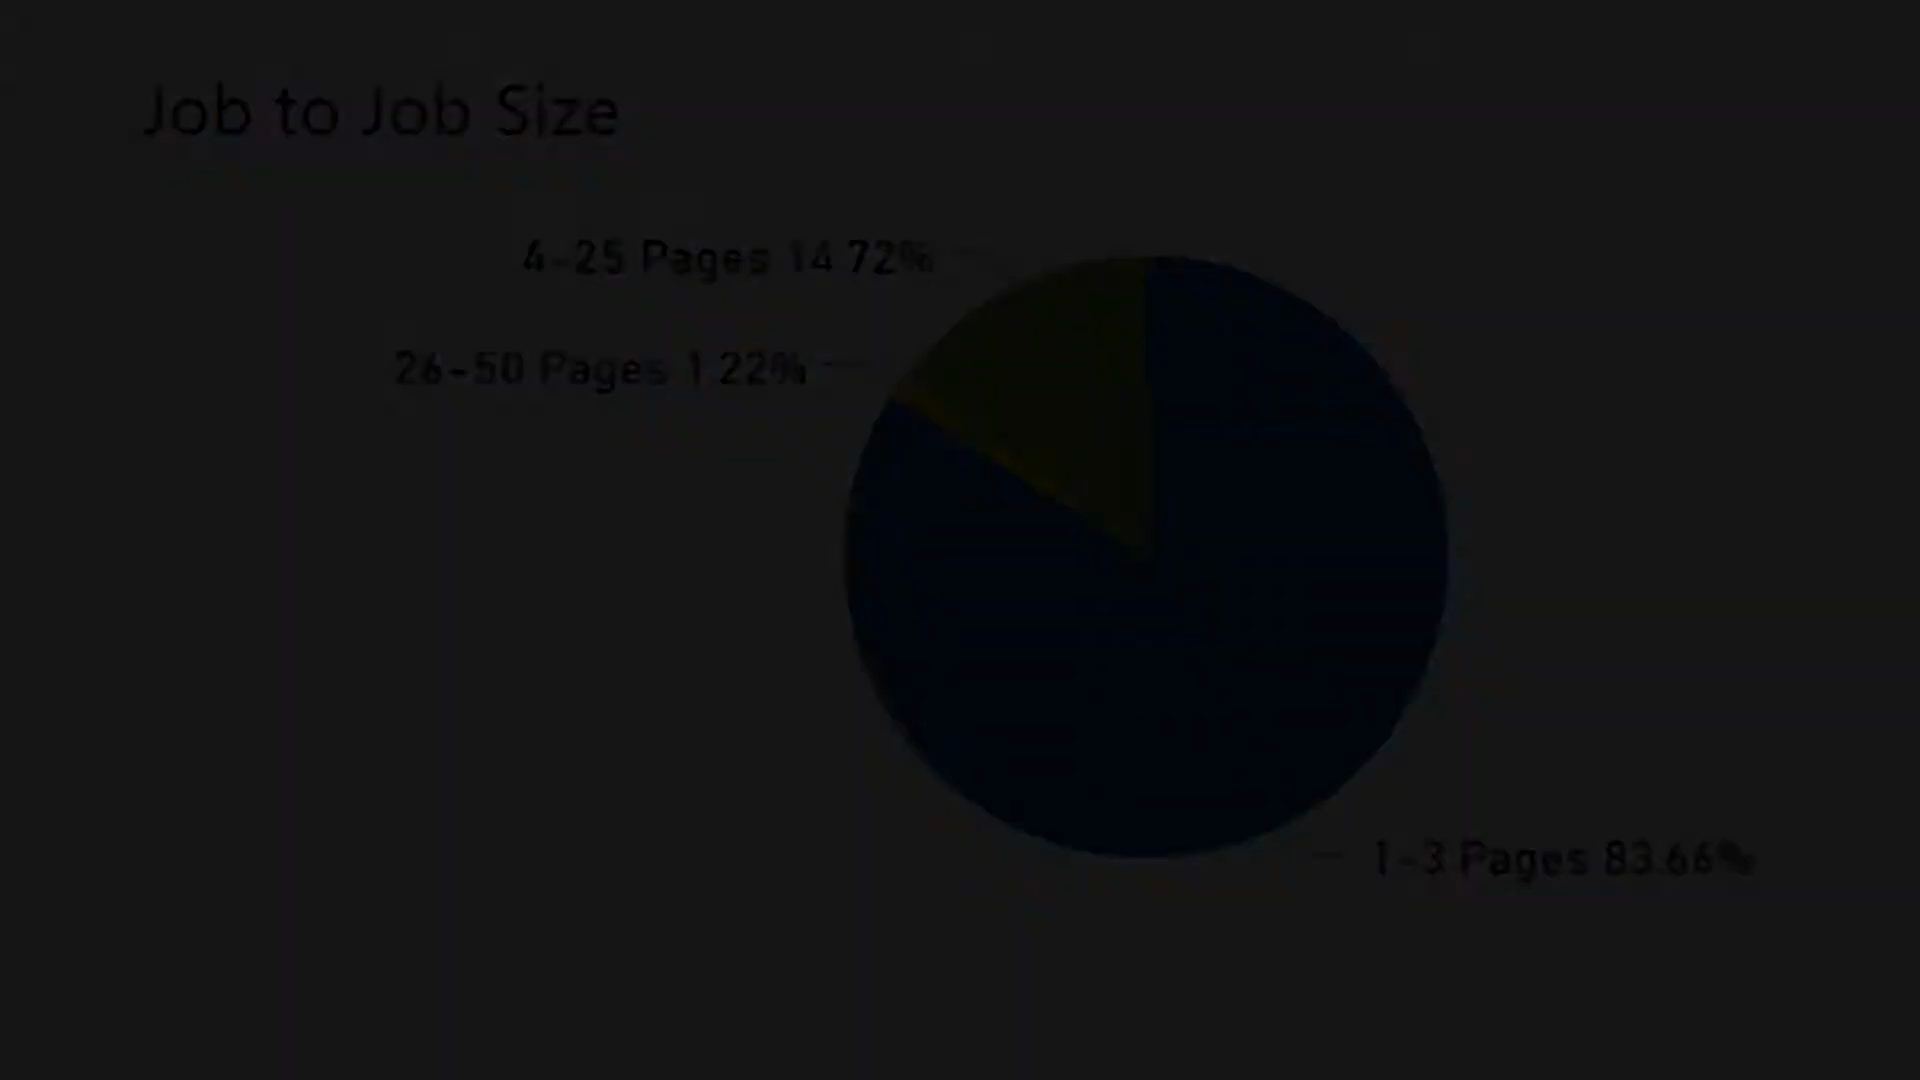 Job to Job Size
4-25 Pages 14.72%
26-50 Pages 1.22%
1-3 Pages 83.66%